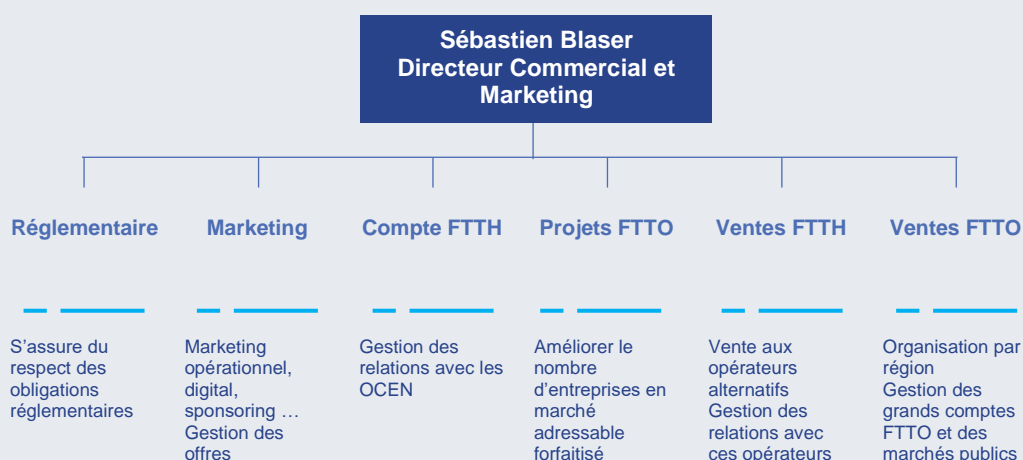 Sébastien Blaser
Directeur Commercial et
Marketing
Réglementaire
Marketing
Compte FTTH
Projets FTTO
Ventes FTTH
Ventes FTTO
S'assure du
respect des
obligations
réglementaires
Marketing
opérationnel,
digital,
sponsoring …
Gestion des
offres
Gestion des
relations avec les
OCEN
Améliorer le
nombre
d'entreprises en
marché
adressable
forfaitisé
Vente aux
opérateurs
alternatifs
Gestion des
relations avec
ces opérateurs
Organisation par
région
Gestion des
grands comptes
FTTO et des
marchés publics